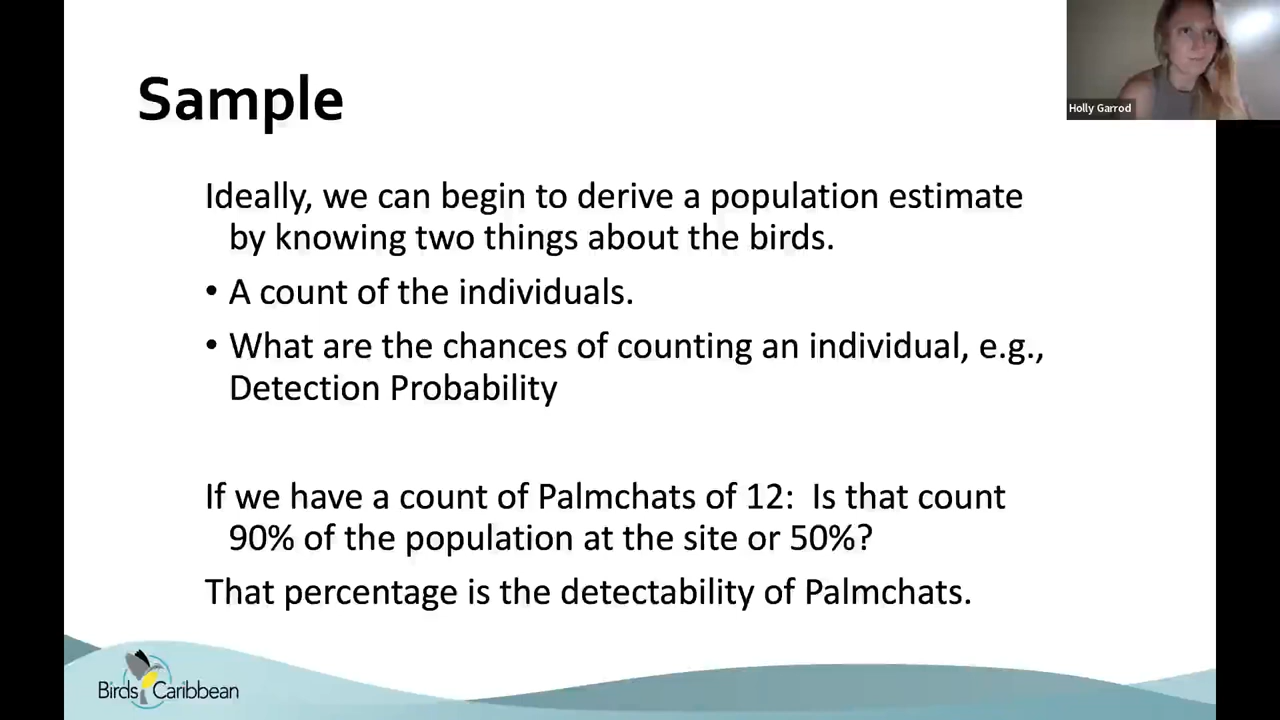 Sample
Holly Garrod
Ideally, we can begin to derive a population estimate
by knowing two things about the birds.
• A count of the individuals.
• What are the chances of counting an individual, e.g.,
Detection Probability
If we have a count of Palmchats of 12:  Is that count
90% of the population at the site or 50%?
That percentage is the detectability of Palmchats.
Birds Caribbean